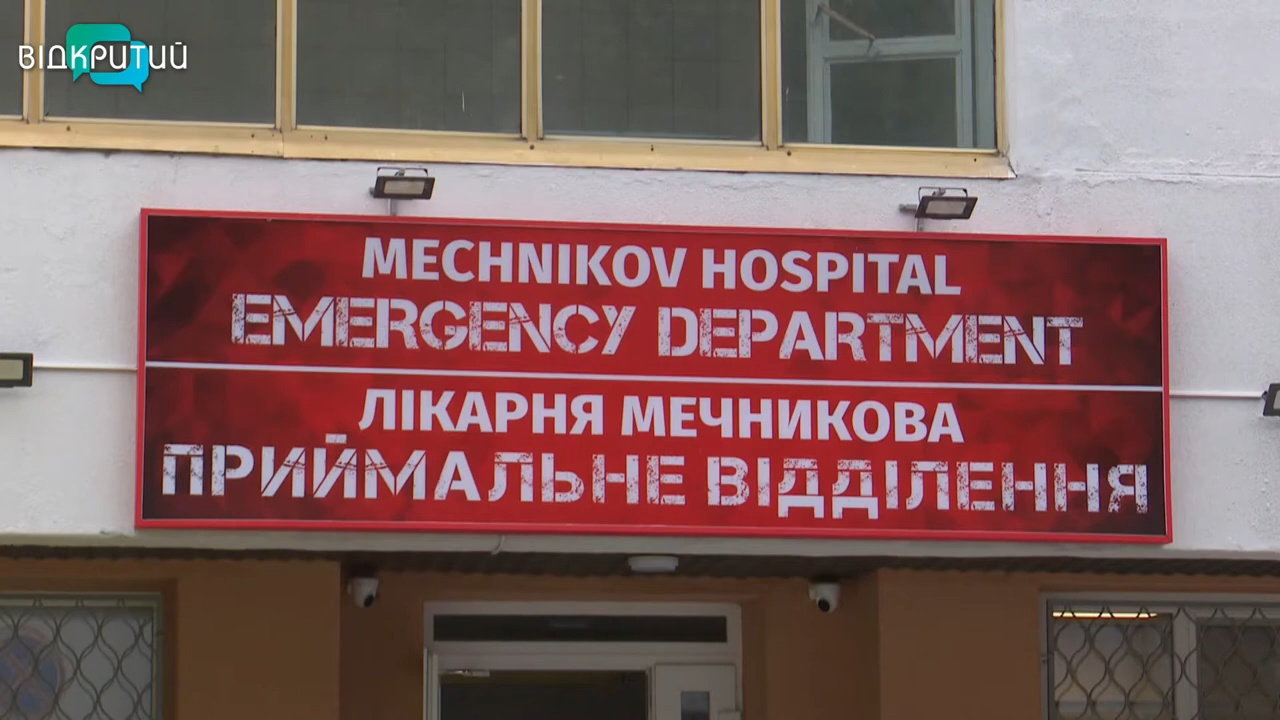 ВІДКРИТИЙ
MECHNIKOV HOSPITAL
EMERGENCY DEPARTMENT
ЛІКАРНЯ МЕЧНИКОВА
ПРИЙМАЛЬНЕ ВІДДІЛЕННЯ